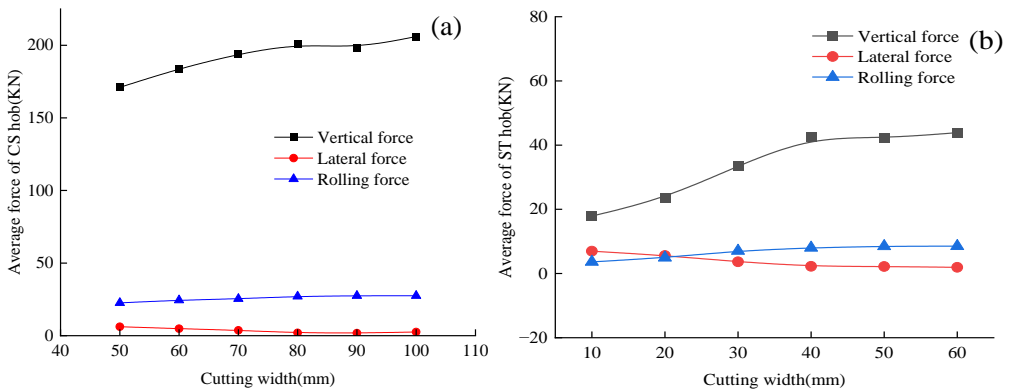 (a)
200
150
100
50
0
Average force of CS hob(KN)
Vertical force
Lateral force
Rolling force
40 50 60 70 80 90 100 110
Cutting width(mm)
(b)
80
60
40
20
0
−20
Average force of ST hob(KN)
Vertical force
Lateral force
Rolling force
10 20 30 40 50 60
Cutting width(mm)